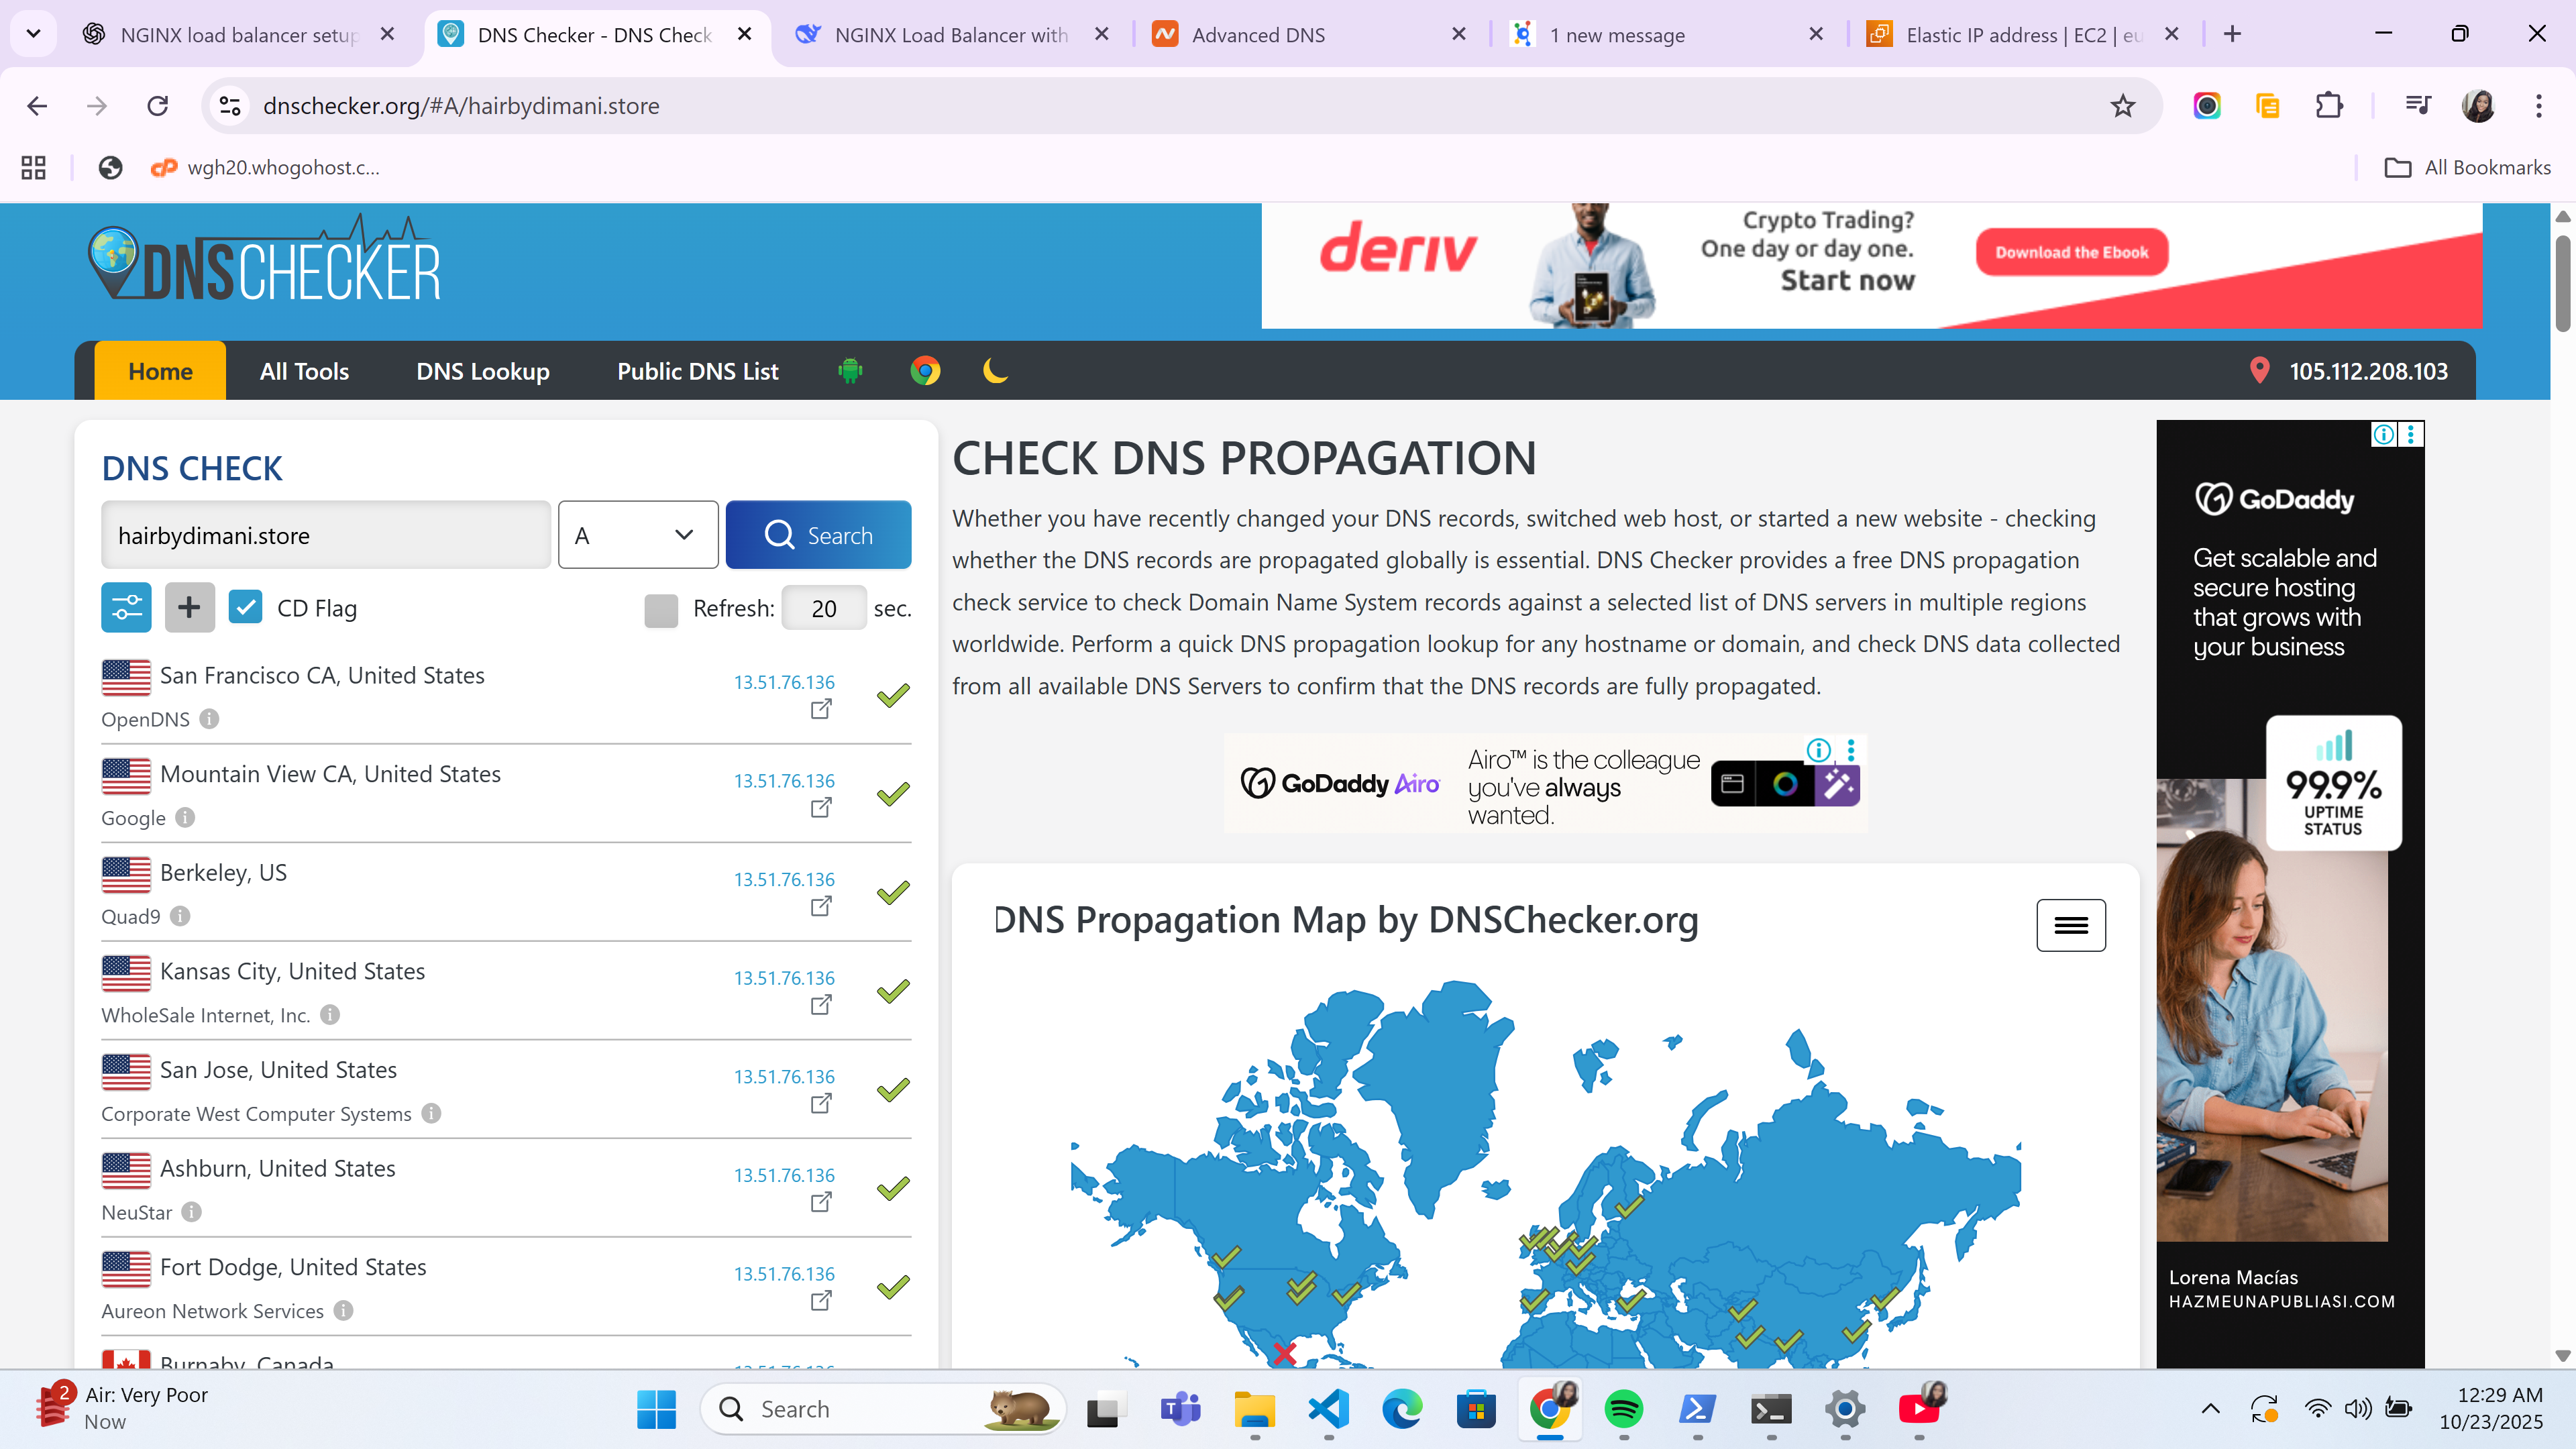 NGINX load balancer setup
DNS Checker - DNS Check
NGINX Load Balancer with
Advanced DNS
1 new message
Elastic IP address | EC2 | eu
dnschecker.org/#A/hairbydimani.store
cP wgh20.whogohost.c...
All Bookmarks
DNS CHECKER
deriv
Crypto Trading?
One day or day one.
Start now
Download the Ebook
Home
All Tools
DNS Lookup
Public DNS List
105.112.208.103
DNS CHECK
hairbydimani.store
A
Search
CD Flag
Refresh: 20 sec.
San Francisco CA, United States
13.51.76.136
OpenDNS
Mountain View CA, United States
13.51.76.136
Google
Berkeley, US
13.51.76.136
Quad9
Kansas City, United States
13.51.76.136
WholeSale Internet, Inc.
San Jose, United States
13.51.76.136
Corporate West Computer Systems
Ashburn, United States
13.51.76.136
NeuStar
Fort Dodge, United States
13.51.76.136
Aureon Network Services
Burnaby, Canada
CHECK DNS PROPAGATION
Whether you have recently changed your DNS records, switched web host, or started a new website - checking
whether the DNS records are propagated globally is essential. DNS Checker provides a free DNS propagation
check service to check Domain Name System records against a selected list of DNS servers in multiple regions
worldwide. Perform a quick DNS propagation lookup for any hostname or domain, and check DNS data collected
from all available DNS Servers to confirm that the DNS records are fully propagated.
GoDaddy Airo
Airo™ is the colleague
you've always
wanted.
DNS Propagation Map by DNSChecker.org
GoDaddy
Get scalable and
secure hosting
that grows with
your business
99.9%
UPTIME
STATUS
Lorena Macías
HAZMEUNAPUBLIASI.COM
2
Air: Very Poor
Now
Search
12:29 AM
10/23/2025